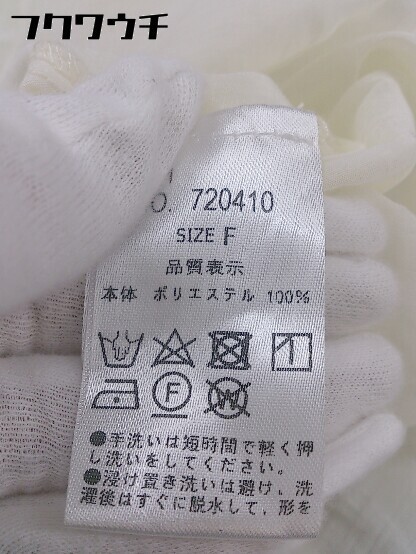 フクワウチ
O. 720410
SIZE F
品質表示
本体 ポリエステル 100%
F
W
●手洗いは短時間で軽く押
し洗いをしてください。
●浸け置き洗いは避け、洗
濯後はすぐに脱水して、形を